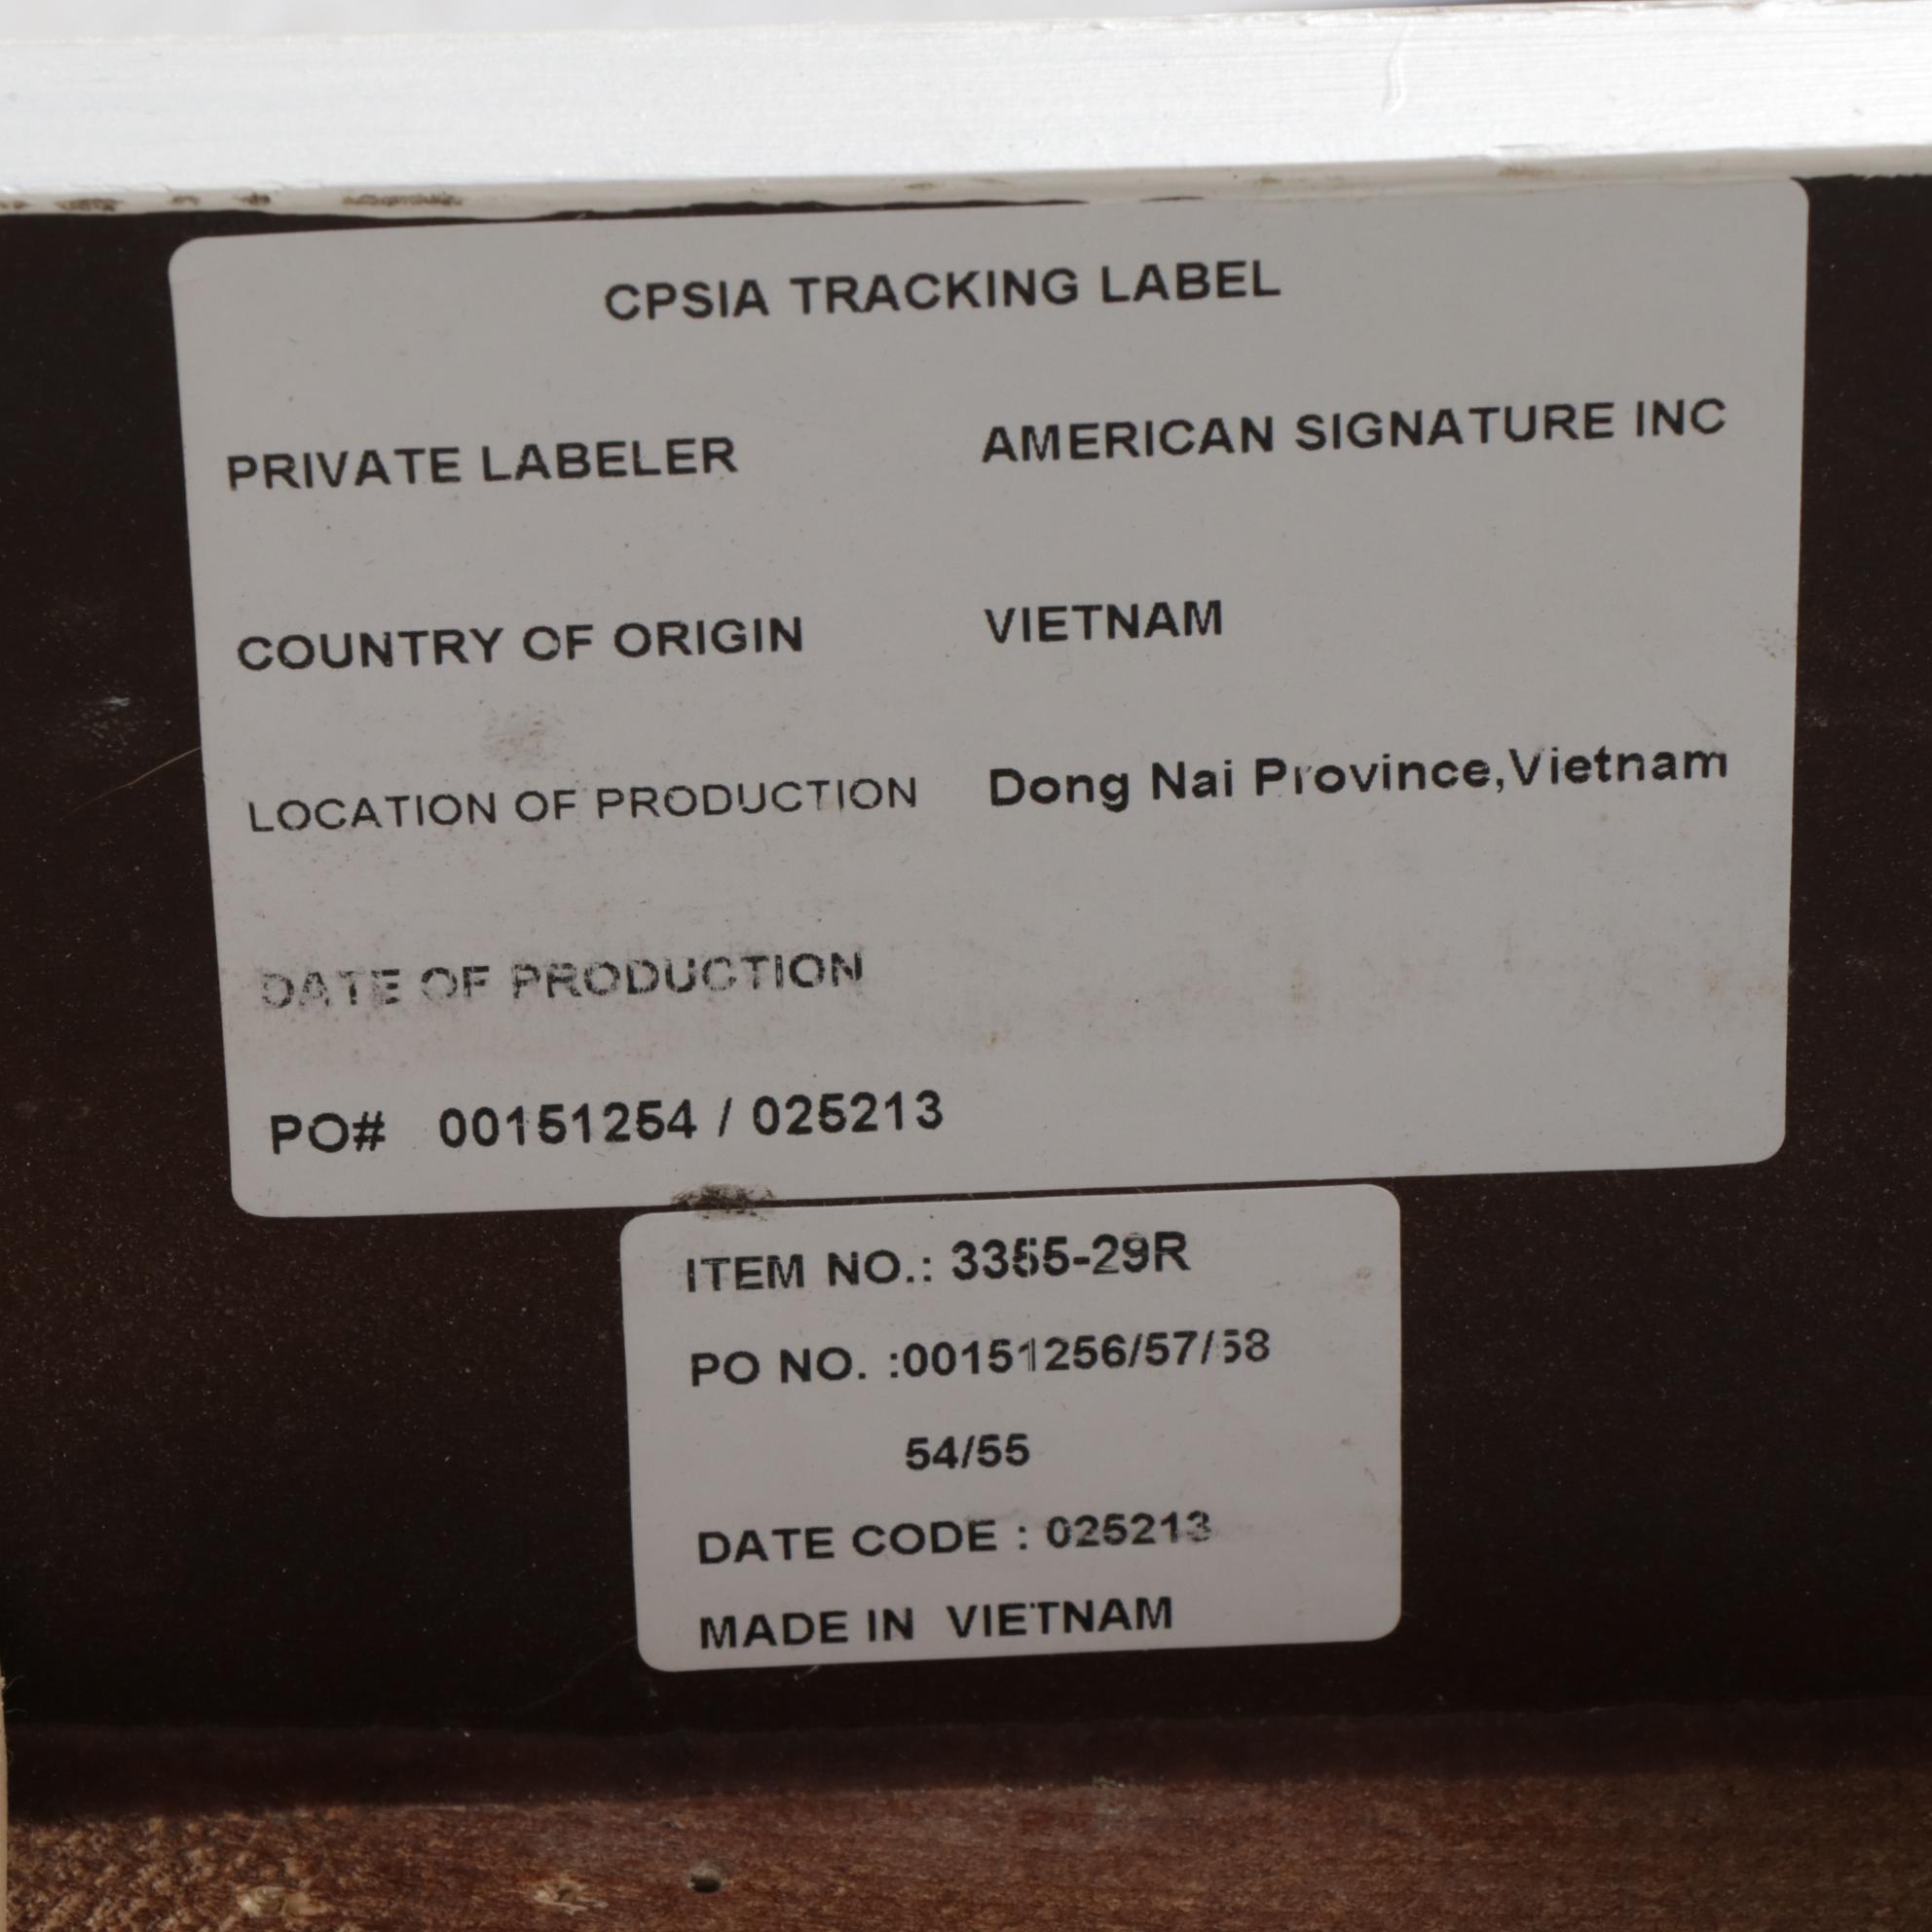 CPSIA TRACKING LABEL
PRIVATE LABELER AMERICAN SIGNATURE INC
COUNTRY OF ORIGIN VIETNAM
LOCATION OF PRODUCTION Dong Nai Province,Vietnam
DATE OF PRODUCTION
PO# 00151254 / 025213
ITEM NO.: 3355-29R
PO NO. :00151256/57/58
54/55
DATE CODE : 025213
MADE IN VIETNAM